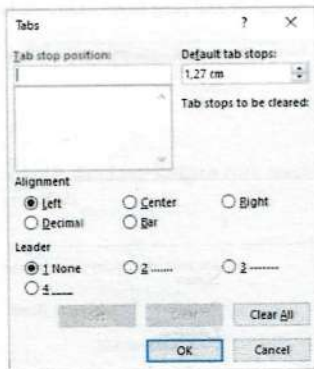 Tabs ? ×
Tab stop position: Default tab stops:
1,27 cm
Tab stops to be cleared:
Alignment
Left Center Right
Decimal Bar
Leader
1 None 2 ....... 3 -------
4 ___
Clear All
OK Cancel